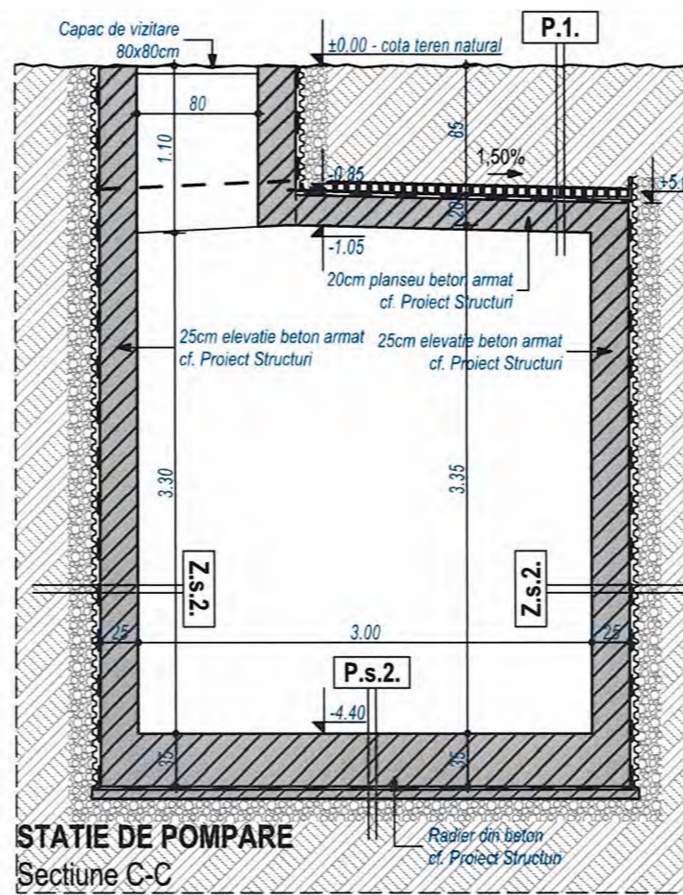 Capac de vizitare
80x80cm
±0.00 - cota teren natural
P.1.
80
1.10
85
1,50%
-0.85
20
-1.05
20cm planseu beton armat
cf. Proiect Structuri
25cm elevatie beton armat
cf. Proiect Structuri
25cm elevatie beton armat
cf. Proiect Structuri
3.30
3.35
Z.s.2.
Z.s.2.
25
3.00
25
P.s.2.
-4.40
35
35
STATIE DE POMPARE
Sectiune C-C
Radier din beton
cf. Proiect Structuri